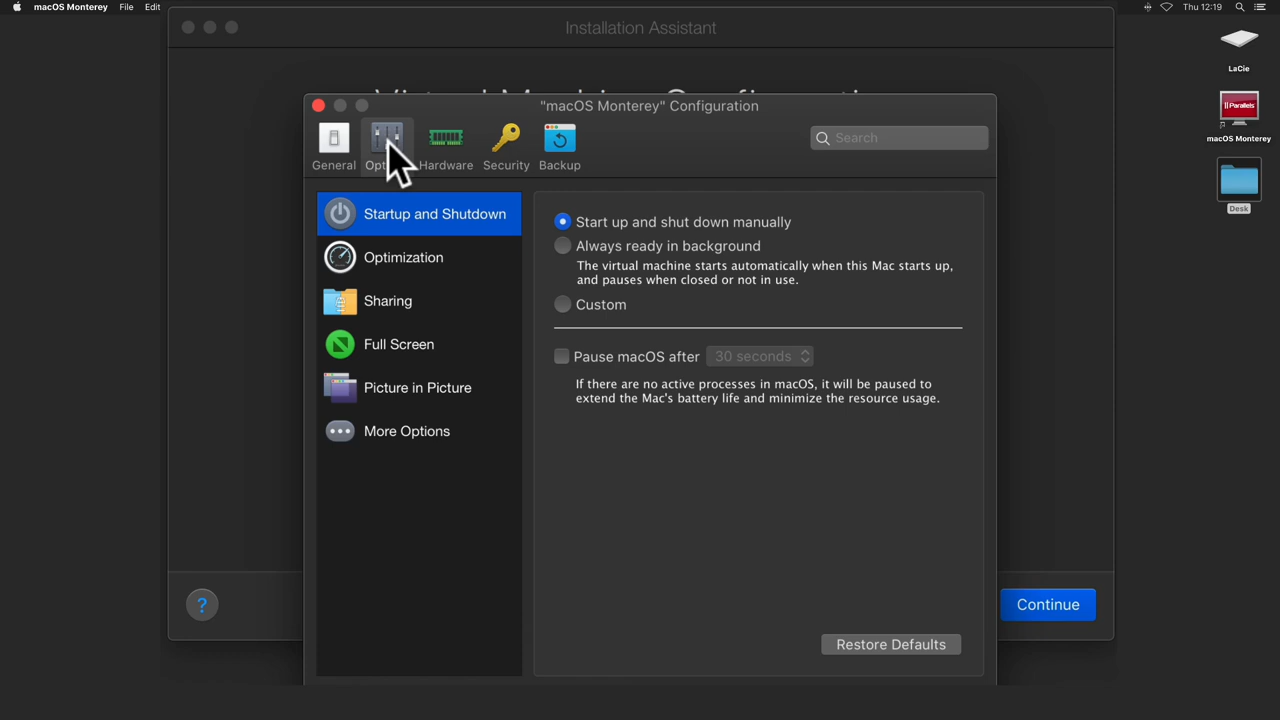 macOS Monterey File Edit
Thu 12:19
Installation Assistant
"macOS Monterey" Configuration
General
Hardware
Security
Backup
Search
Startup and Shutdown
Optimization
Sharing
Full Screen
Picture in Picture
More Options
Start up and shut down manually
Always ready in background
The virtual machine starts automatically when this Mac starts up,
and pauses when closed or not in use.
Custom
Pause macOS after 30 seconds
If there are no active processes in macOS, it will be paused to
extend the Mac's battery life and minimize the resource usage.
Restore Defaults
?
Continue
LaCie
Parallels
macOS Monterey
Desk